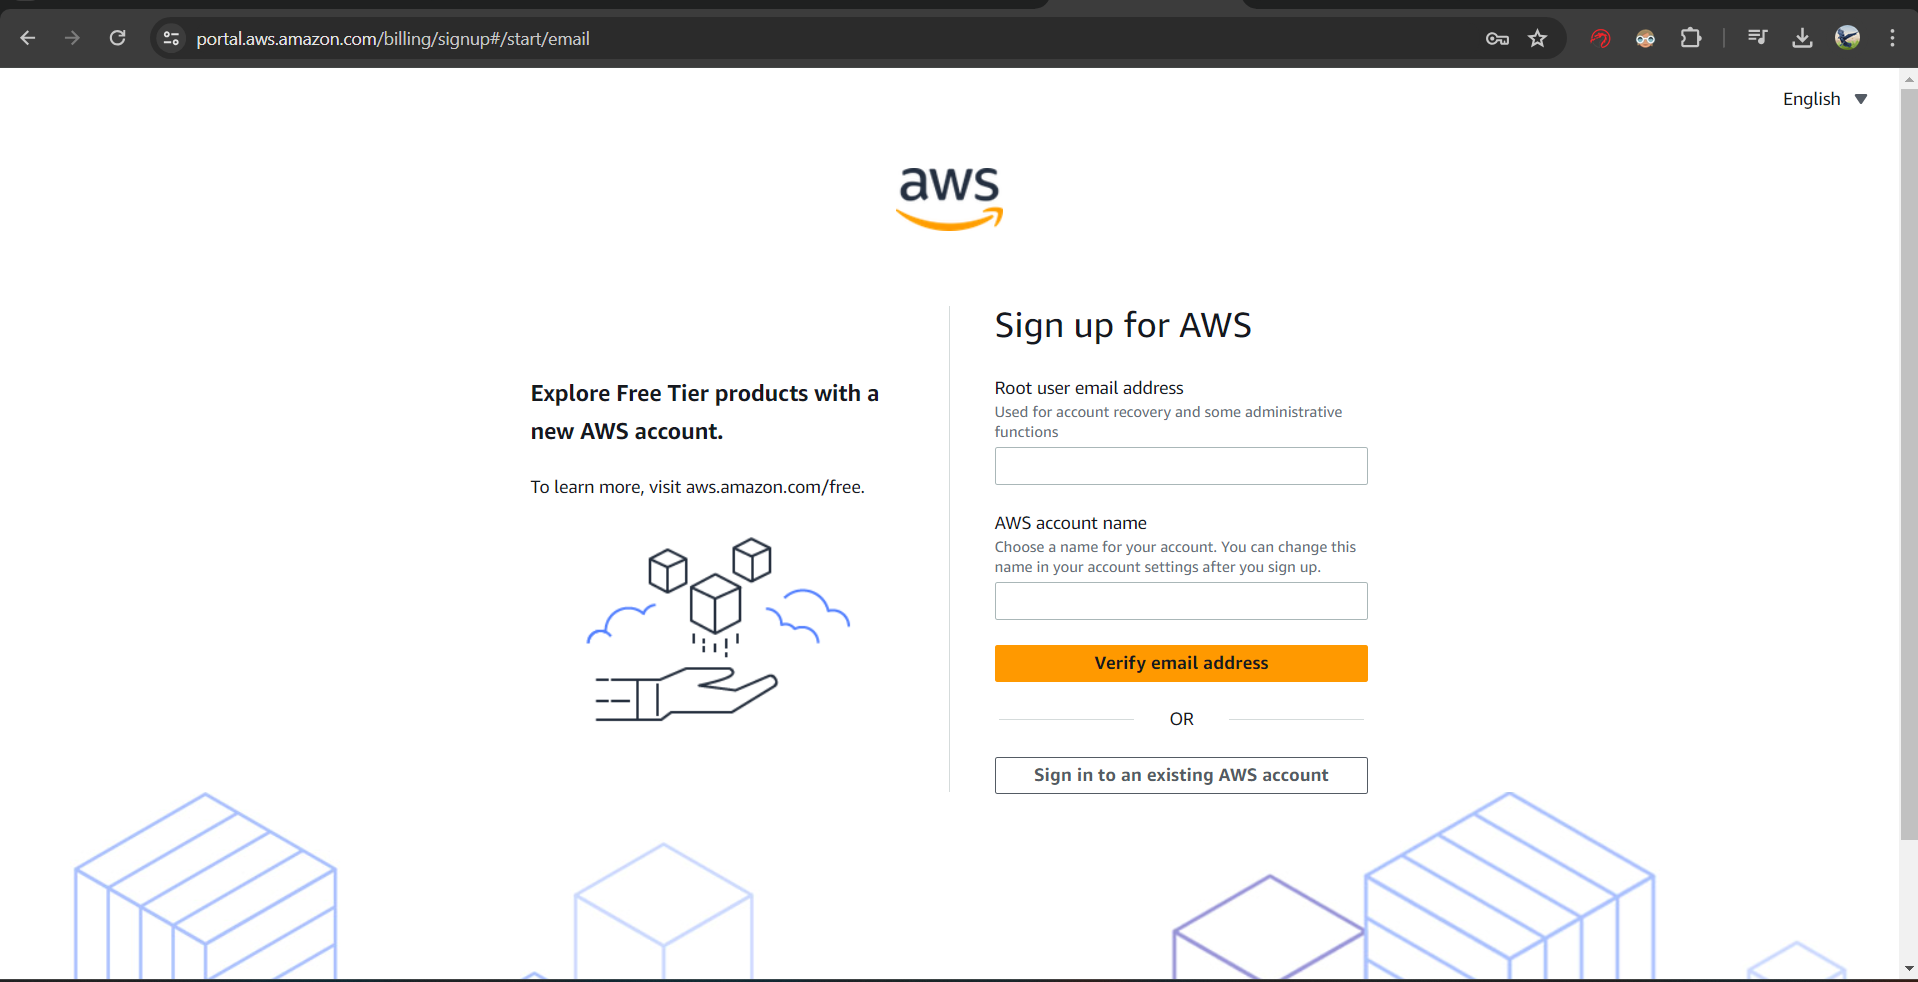 portal.aws.amazon.com/billing/signup#/start/email
English
aws
Sign up for AWS
Explore Free Tier products with a
new AWS account.
To learn more, visit aws.amazon.com/free.
Root user email address
Used for account recovery and some administrative
functions
AWS account name
Choose a name for your account. You can change this
name in your account settings after you sign up.
Verify email address
OR
Sign in to an existing AWS account